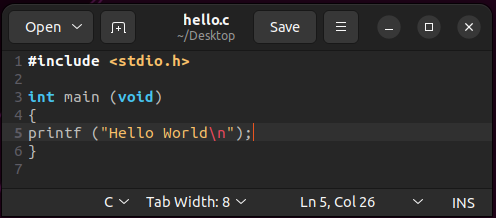 Open
hello.c
~/Desktop
Save
1 #include <stdio.h>
2
3 int main (void)
4 {
5 printf ("Hello World\n");
6 }
7
C
Tab Width: 8
Ln 5, Col 26
INS